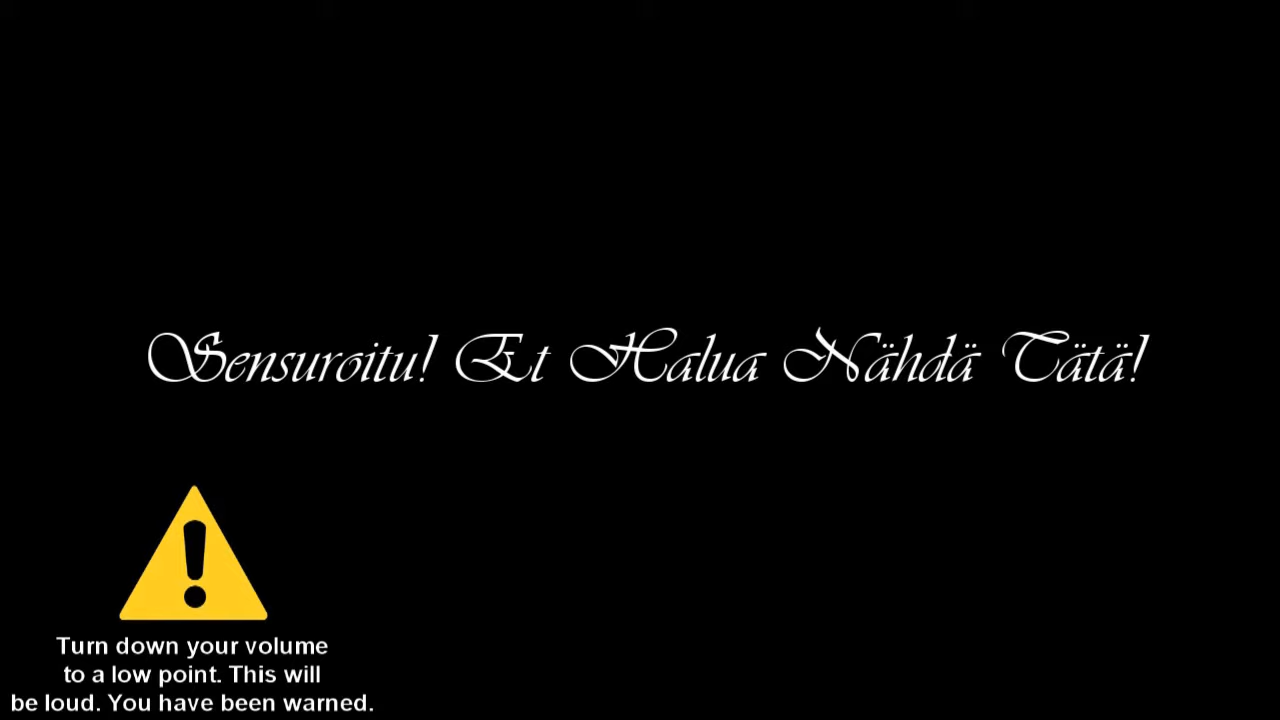 Sensuroitu! Et Halua Nähdä Tätä!
Turn down your volume
to a low point. This will
be loud. You have been warned.